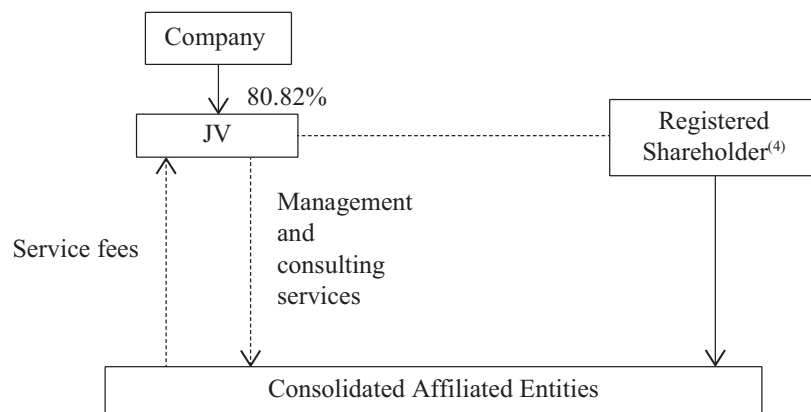 Company
80.82%
JV
Registered
Shareholder(4)
Management
and
consulting
services
Service fees
Consolidated Affiliated Entities